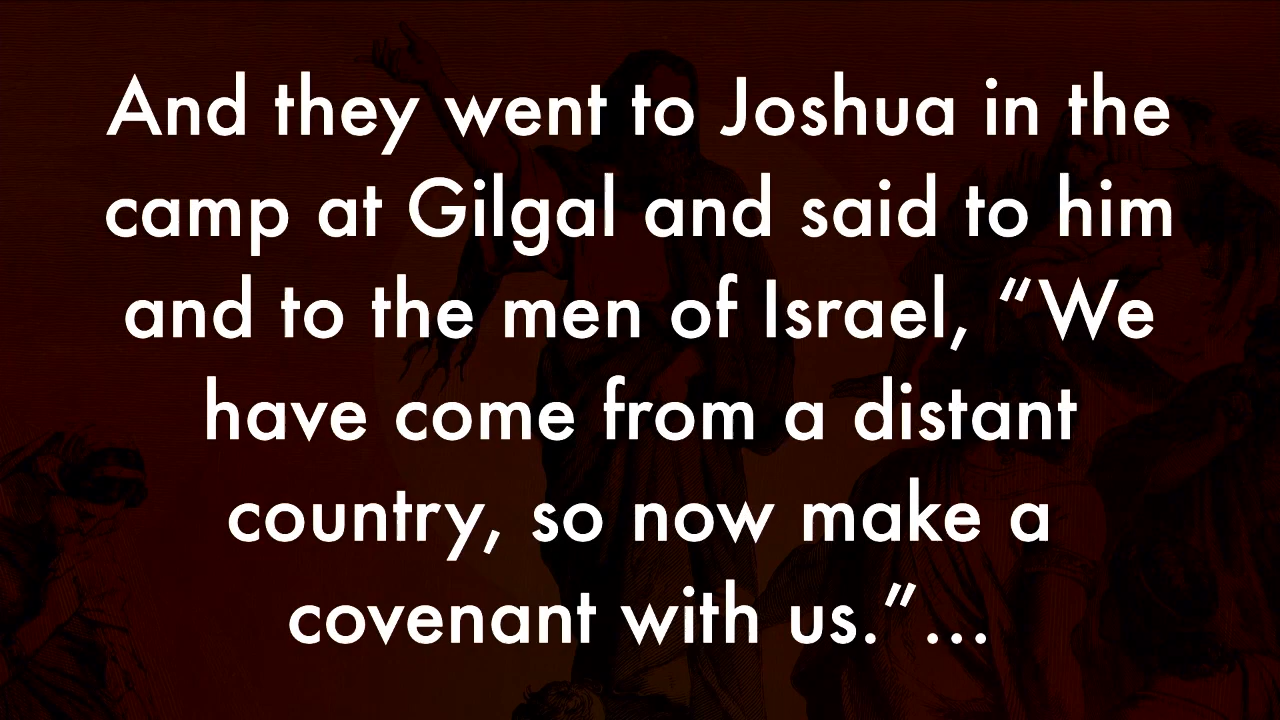 And they went to Joshua in the
camp at Gilgal and said to him
and to the men of Israel, “We
have come from a distant
country, so now make a
covenant with us.”...